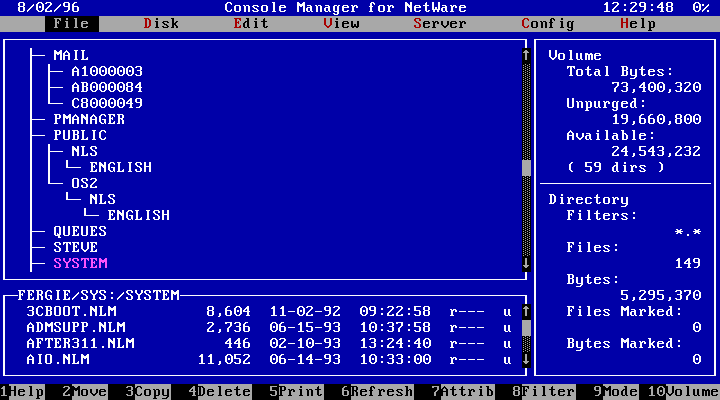 8/02/96 Console Manager for NetWare 12:29:48 0%
File Disk Edit View Server Config Help
MAIL
A1000003
AB000084
C8000049
PMANAGER
PUBLIC
NLS
ENGLISH
OS2
NLS
ENGLISH
QUEUES
STEVE
SYSTEM
Volume
Total Bytes:
73,400,320
Unpurged:
19,660,800
Available:
24,543,232
( 59 dirs )
Directory
Filters:
*.*
Files:
149
Bytes:
5,295,370
Files Marked:
0
Bytes Marked:
0
FERGIE/SYS:/SYSTEM
3CBOOT.NLM 8,604 11-02-92 09:22:58 r--- u
ADMSUPP.NLM 2,736 06-15-93 10:37:58 r--- u
AFTER311.NLM 446 02-10-93 13:24:40 r--- u
AIO.NLM 11,052 06-14-93 10:33:00 r--- u
1Help 2Move 3Copy 4Delete 5Print 6Refresh 7Attrib 8Filter 9Mode 10Volume